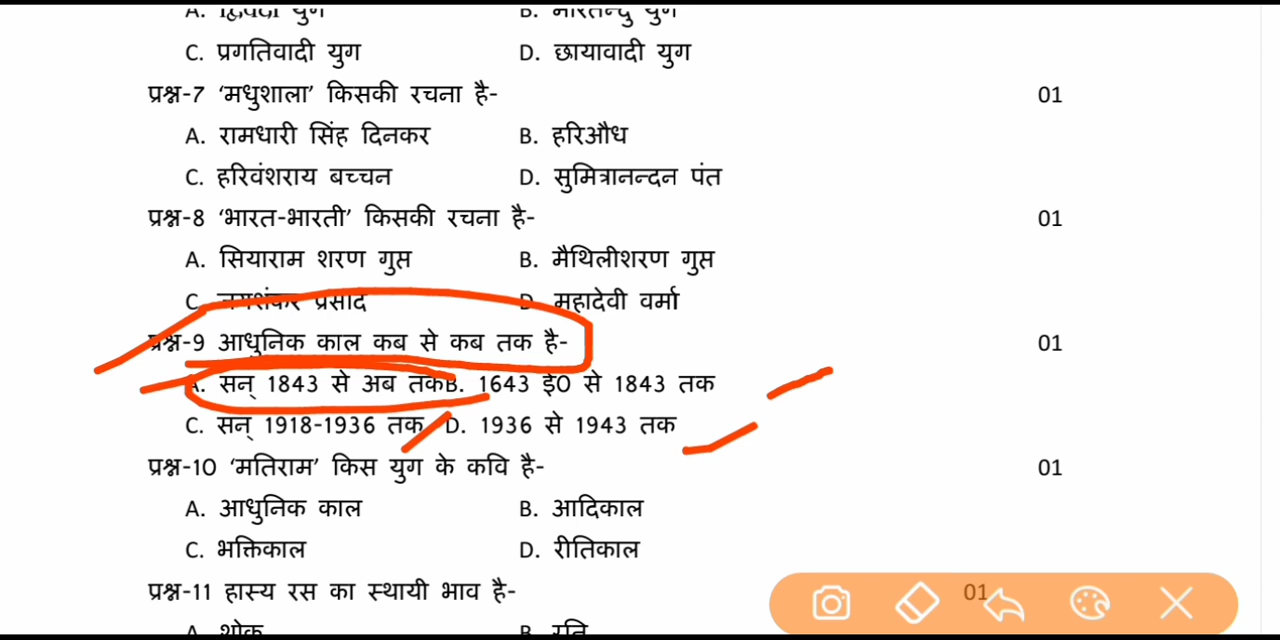 C. प्रगतिवादी युग D. छायावादी युग
प्रश्न-7 ‘मधुशाला’ किसकी रचना है- 01
A. रामधारी सिंह दिनकर B. हरिऔध
C. हरिवंशराय बच्चन D. सुमित्रानन्दन पंत
प्रश्न-8 ‘भारत-भारती’ किसकी रचना है- 01
A. सियाराम शरण गुप्त B. मैथिलीशरण गुप्त
C. जयशंकर प्रसाद D. महादेवी वर्मा
प्रश्न-9 आधुनिक काल कब से कब तक है- 01
A. सन् 1843 से अब तक B. 1643 ई0 से 1843 तक
C. सन् 1918-1936 तक D. 1936 से 1943 तक
प्रश्न-10 ‘मतिराम’ किस युग के कवि है- 01
A. आधुनिक काल B. आदिकाल
C. भक्तिकाल D. रीतिकाल
प्रश्न-11 हास्य रस का स्थायी भाव है- 01